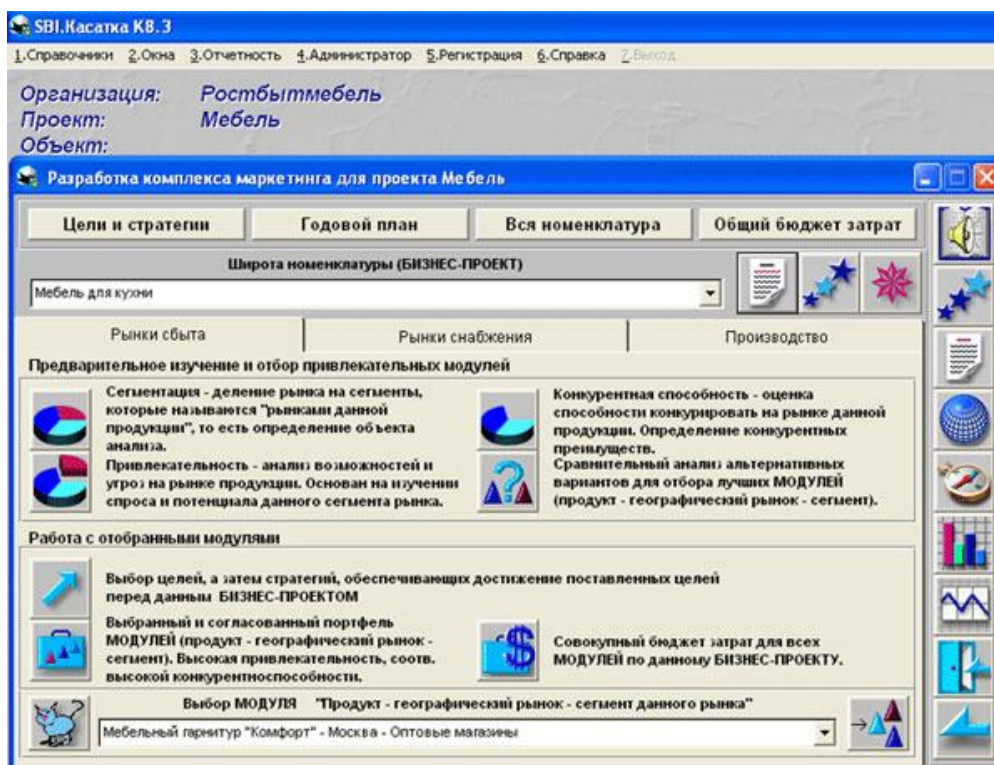 SBI.Касатка К8.3
1.Справочники 2.Окна 3.Отчетность 4.Администратор 5.Регистрация 6.Справка 7.Выход
Организация: Ростбытмебель
Проект: Мебель
Объект:
Разработка комплекса маркетинга для проекта Мебель
Цели и стратегии Годовой план Вся номенклатура Общий бюджет затрат
Широта номенклатуры (БИЗНЕС-ПРОЕКТ)
Мебель для кухни
Рынки сбыта Рынки снабжения Производство
Предварительное изучение и отбор привлекательных модулей
Сегментация - деление рынка на сегменты,
которые называются "рынками данной
продукции", то есть определение объекта
анализа.
Привлекательность - анализ возможностей и
угроз на рынке продукции. Основан на изучении
спроса и потенциала данного сегмента рынка.
Конкурентная способность - оценка
способности конкурировать на рынке данной
продукции. Определение конкурентных
преимуществ.
Сравнительный анализ альтернативных
вариантов для отбора лучших МОДУЛЕЙ
(продукт - географический рынок - сегмент).
Работа с отобранными модулями
Выбор целей, а затем стратегий, обеспечивающих достижение поставленных целей
перед данным БИЗНЕС-ПРОЕКТОМ
Выбранный и согласованный портфель
МОДУЛЕЙ (продукт - географический рынок -
сегмент). Высокая привлекательность, соотв.
высокой конкурентноспособности.
Совокупный бюджет затрат для всех
МОДУЛЕЙ по данному БИЗНЕС-ПРОЕКТУ.
Выбор МОДУЛЯ "Продукт - географический рынок - сегмент данного рынка"
Мебельный гарнитур "Комфорт" - Москва - Оптовые магазины